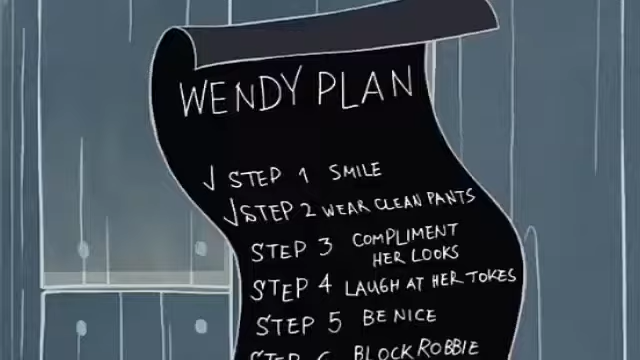 WENDY PLAN
√ STEP 1 SMILE
√ STEP 2 WEAR CLEAN PANTS
STEP 3 COMPLIMENT
HER LOOKS
STEP 4 LAUGH AT HER TOKES
STEP 5 BE NICE
STEP 6 BLOCK ROBBIE